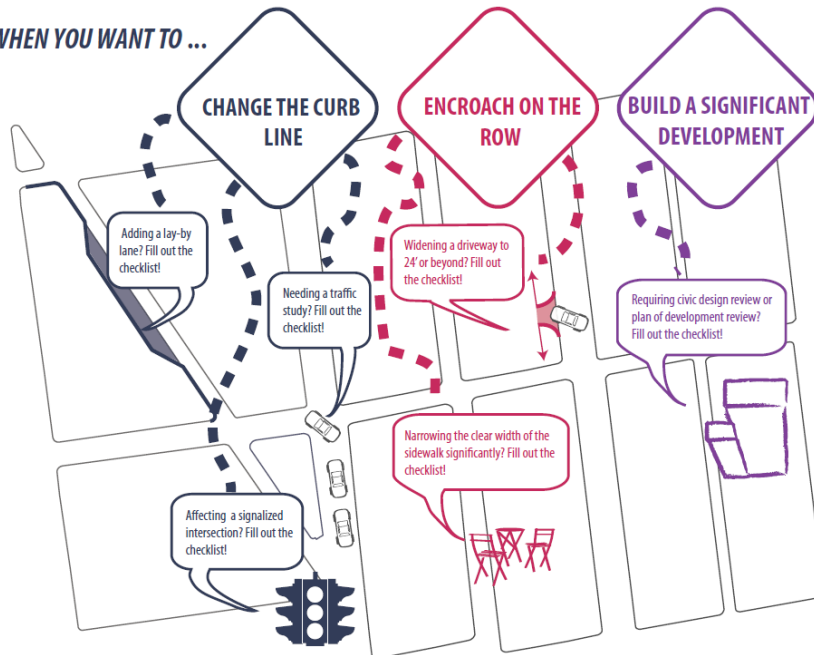 WHEN YOU WANT TO ...
CHANGE THE CURB
LINE
ENCROACH ON THE
ROW
BUILD A SIGNIFICANT
DEVELOPMENT
Adding a lay-by
lane? Fill out the
checklist!
Needing a traffic
study? Fill out the
checklist!
Widening a driveway to
24' or beyond? Fill out
the checklist!
Requiring civic design review or
plan of development review?
Fill out the checklist!
Narrowing the clear width of the
sidewalk significantly? Fill out the
checklist!
Affecting a signalized
intersection? Fill out the
checklist!